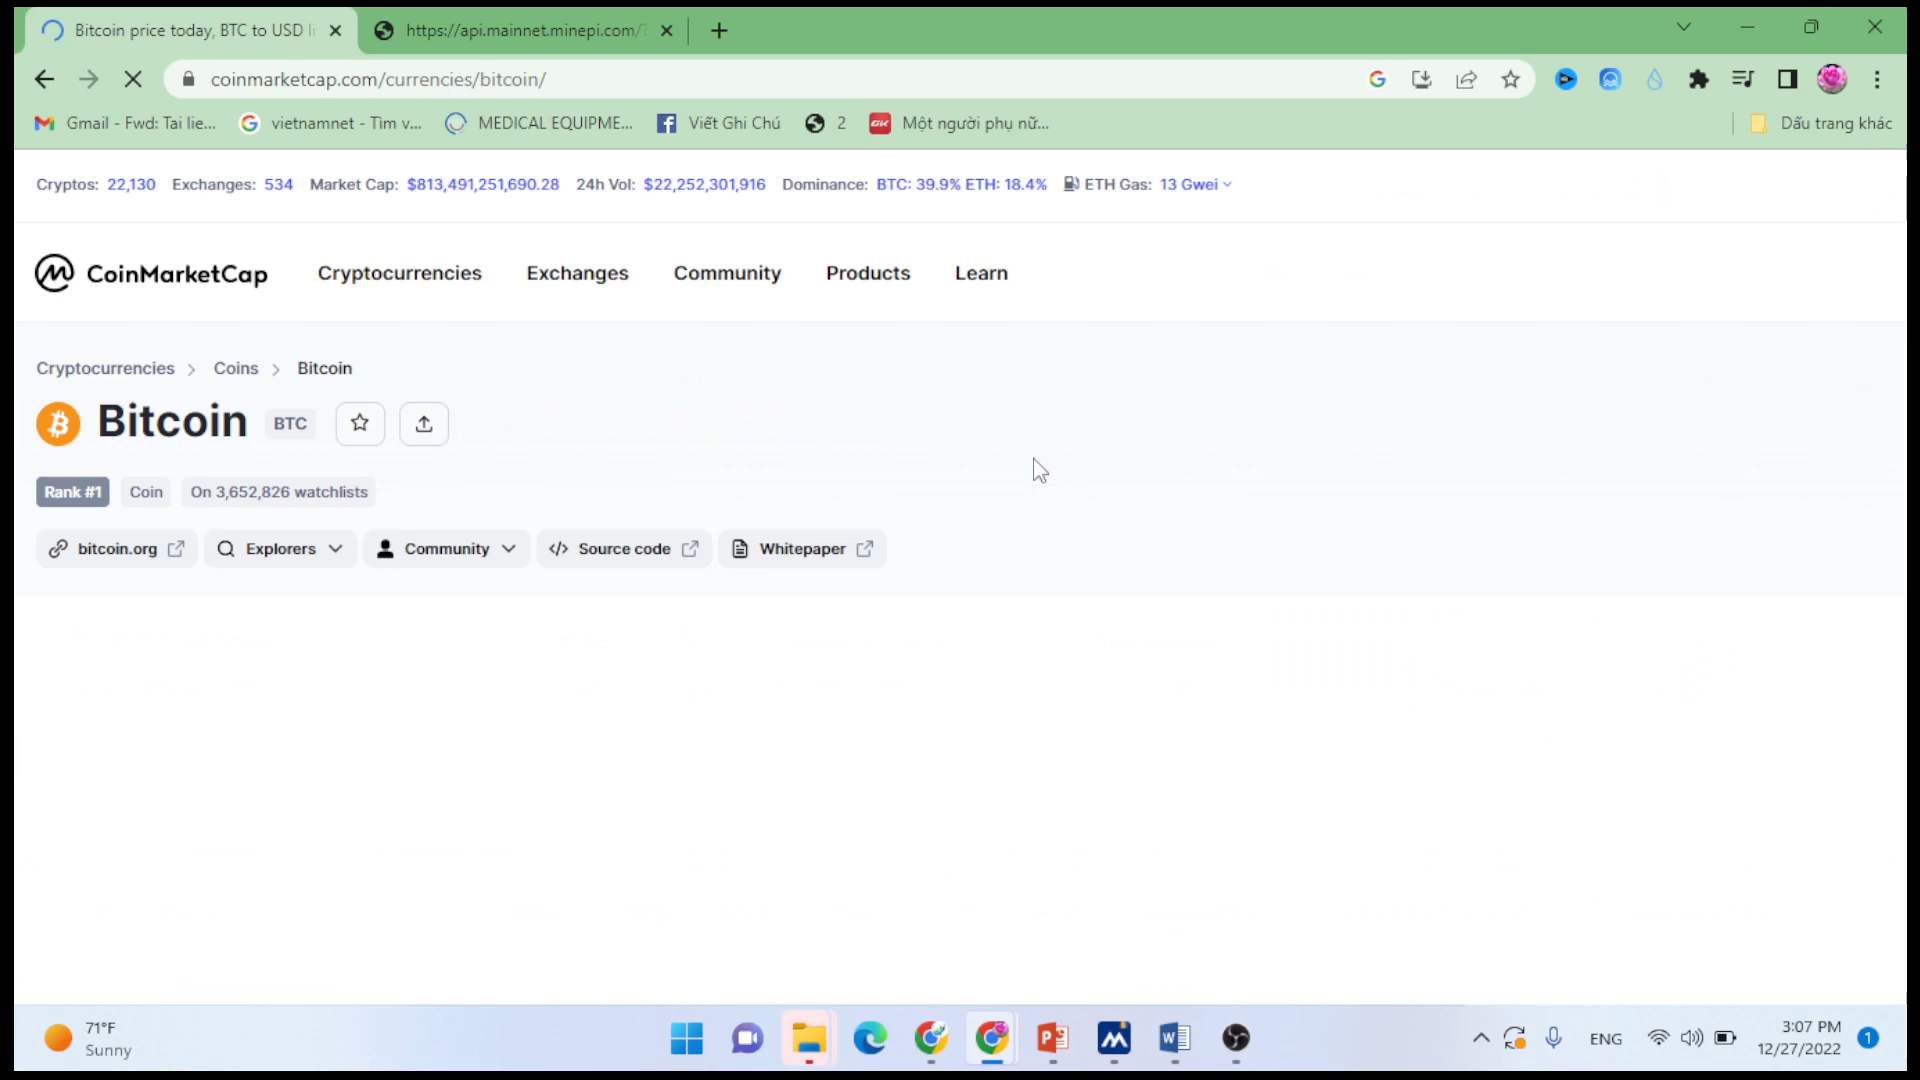 Bitcoin price today, BTC to USD li
https://api.mainnet.minepi.com/?
coinmarketcap.com/currencies/bitcoin/
Gmail - Fwd: Tai lie... vietnamnet - Tìm v... MEDICAL EQUIPME... Viết Ghi Chú 2 GK Một người phụ nữ... Dấu trang khác
Cryptos: 22,130 Exchanges: 534 Market Cap: $813,491,251,690.28 24h Vol: $22,252,301,916 Dominance: BTC: 39.9% ETH: 18.4% ETH Gas: 13 Gwei
CoinMarketCap Cryptocurrencies Exchanges Community Products Learn
Cryptocurrencies > Coins > Bitcoin
Bitcoin BTC
Rank #1 Coin On 3,652,826 watchlists
bitcoin.org Explorers Community </> Source code Whitepaper
71°F
Sunny
ENG
3:07 PM
12/27/2022
1